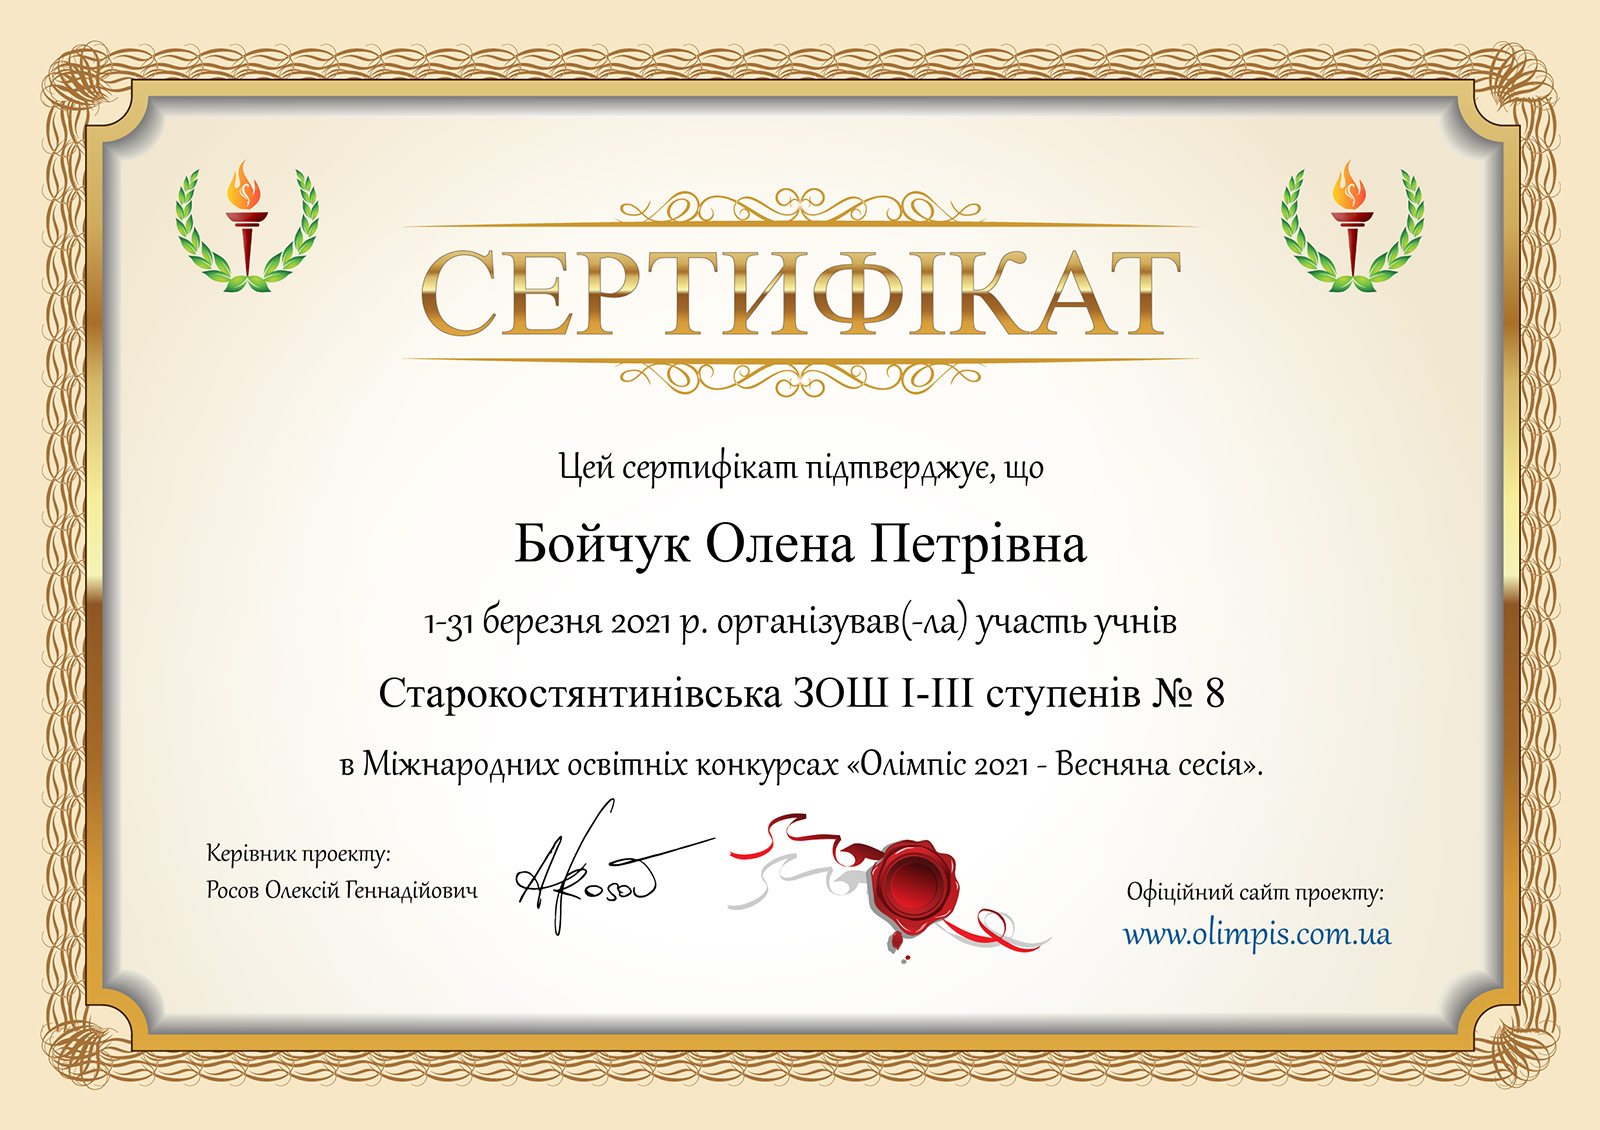 СЕРТИФІКАТ
Цей сертифікат підтверджує, що
Бойчук Олена Петрівна
1-31 березня 2021 р. організував(-ла) участь учнів
Старокостянтинівська ЗОШ І-ІІІ ступенів № 8
в Міжнародних освітніх конкурсах «Олімпіс 2021 - Весняна сесія».
Керівник проекту:
Росов Олексій Геннадійович
ARosov
Офіційний сайт проекту:
www.olimpis.com.ua